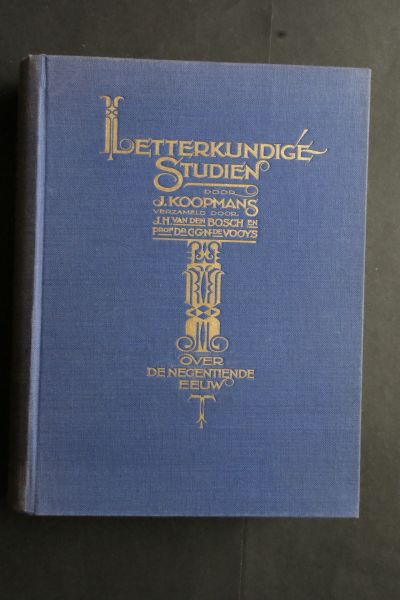 LETTERKUNDIGE
STUDIEN
DOOR
J. KOOPMANS
VERZAMELD DOOR
J.H. VAN DEN BOSCH EN
PROF DR C.G.N. DE VOOYS
OVER
DE NEGENTIENDE
EEUW